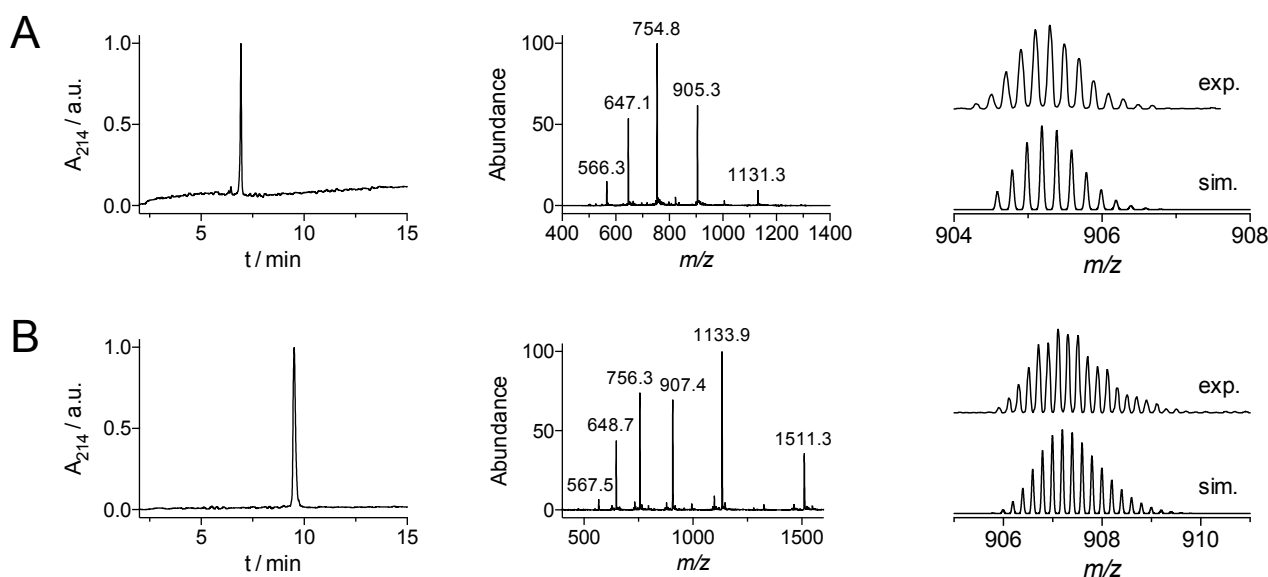 A
A214 / a.u.
1.0
0.5
0.0
5 10 15
t / min
Abundance
100
50
0
754.8
647.1
905.3
566.3
1131.3
400 600 800 1000 1200 1400
m/z
exp.
sim.
904 906 908
m/z
B
A214 / a.u.
1.0
0.5
0.0
5 10 15
t / min
Abundance
100
50
0
1133.9
756.3
907.4
648.7
567.5
1511.3
500 1000 1500
m/z
exp.
sim.
906 908 910
m/z